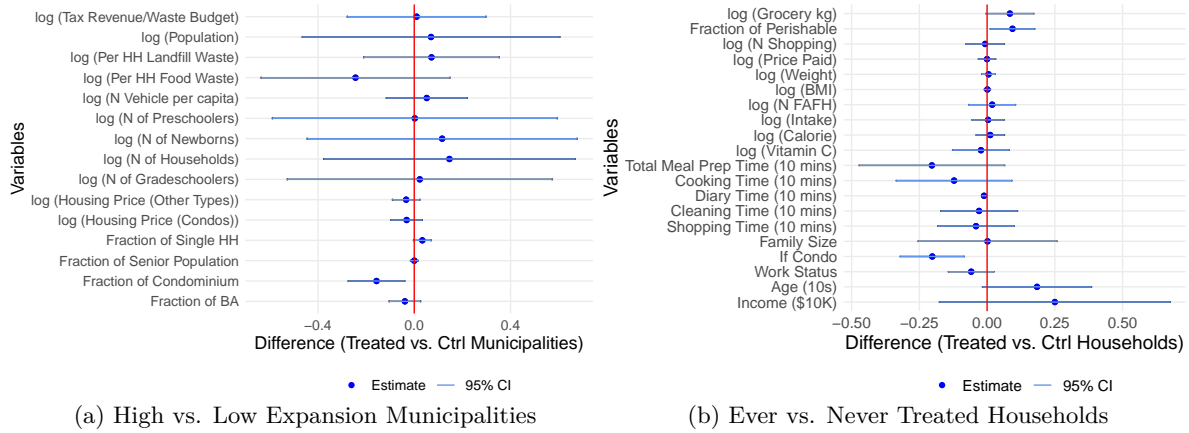 Variables
log (Tax Revenue/Waste Budget)
log (Population)
log (Per HH Landfill Waste)
log (Per HH Food Waste)
log (N Vehicle per capita)
log (N of Preschoolers)
log (N of Newborns)
log (N of Households)
log (N of Gradeschoolers)
log (Housing Price (Other Types))
log (Housing Price (Condos))
Fraction of Single HH
Fraction of Senior Population
Fraction of Condominium
Fraction of BA
−0.4 0.0 0.4
Difference (Treated vs. Ctrl Municipalities)
Estimate 95% CI
(a) High vs. Low Expansion Municipalities
Variables
log (Grocery kg)
Fraction of Perishable
log (N Shopping)
log (Price Paid)
log (Weight)
log (BMI)
log (N FAFH)
log (Intake)
log (Calorie)
log (Vitamin C)
Total Meal Prep Time (10 mins)
Cooking Time (10 mins)
Diary Time (10 mins)
Cleaning Time (10 mins)
Shopping Time (10 mins)
Family Size
If Condo
Work Status
Age (10s)
Income ($10K)
−0.50 −0.25 0.00 0.25 0.50
Difference (Treated vs. Ctrl Households)
Estimate 95% CI
(b) Ever vs. Never Treated Households